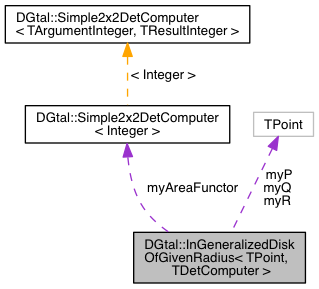 DGtal::Simple2x2DetComputer
< TArgumentInteger, TResultInteger >
< Integer >
DGtal::Simple2x2DetComputer
< Integer >
TPoint
myAreaFunctor
myP
myQ
myR
DGtal::InGeneralizedDisk
OfGivenRadius< TPoint,
TDetComputer >